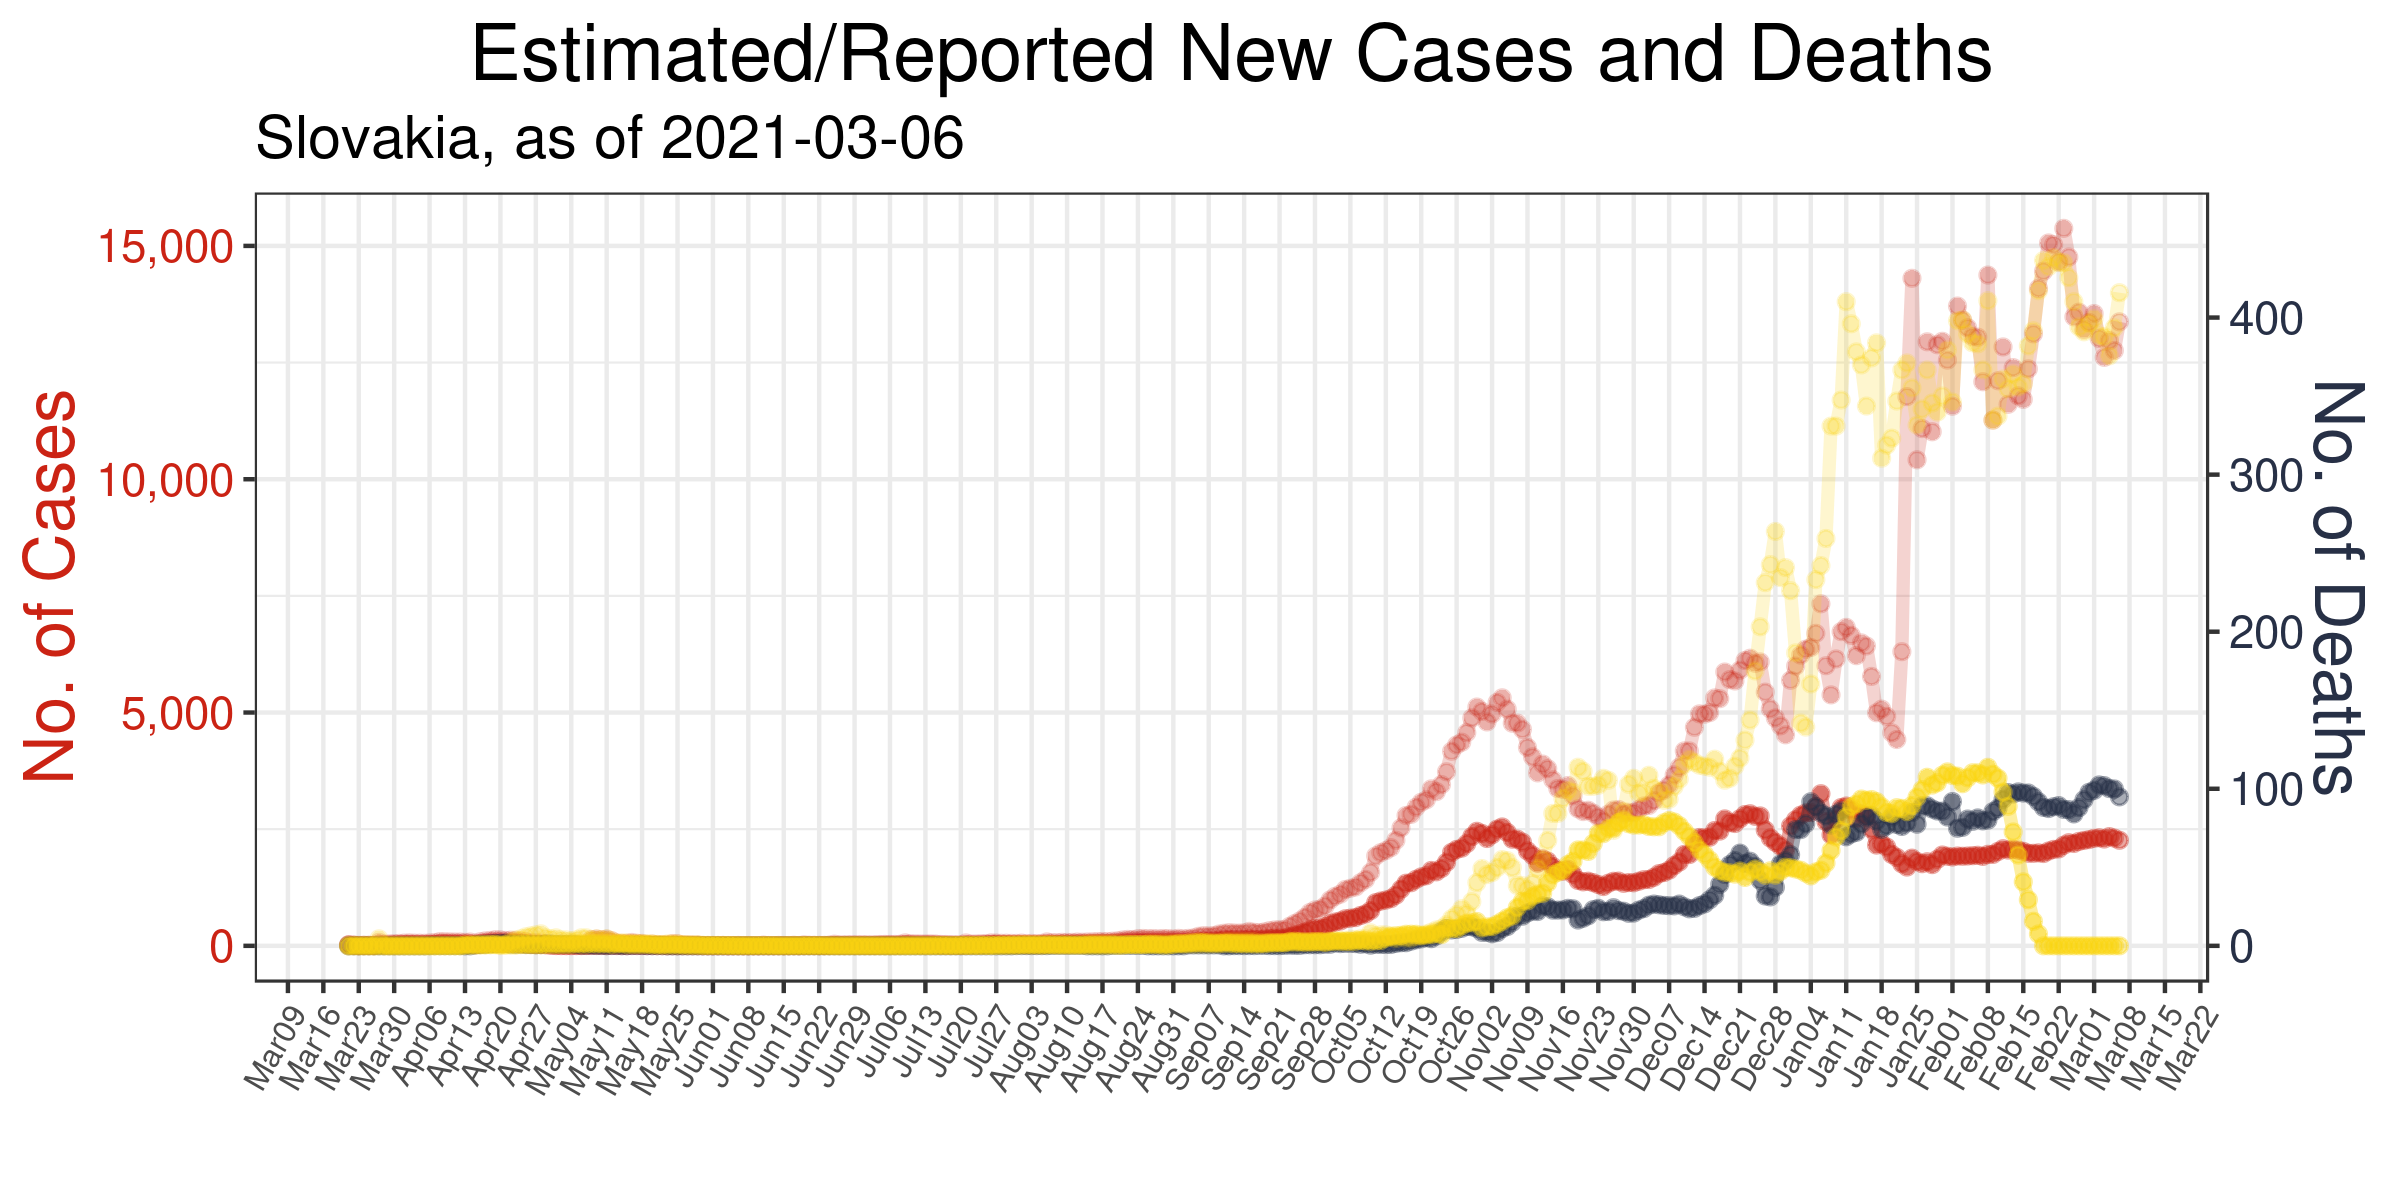 Estimated/Reported New Cases and Deaths
Slovakia, as of 2021-03-06
No. of Cases
15,000
10,000
5,000
0
400
300
200
100
0
No. of Deaths
Mar09
Mar16
Mar23
Mar30
Apr06
Apr13
Apr20
Apr27
May04
May11
May18
May25
Jun01
Jun08
Jun15
Jun22
Jun29
Jul06
Jul13
Jul20
Jul27
Aug03
Aug10
Aug17
Aug24
Aug31
Sep07
Sep14
Sep21
Sep28
Oct05
Oct12
Oct19
Oct26
Nov02
Nov09
Nov16
Nov23
Nov30
Dec07
Dec14
Dec21
Dec28
Jan04
Jan11
Jan18
Jan25
Feb01
Feb08
Feb15
Feb22
Mar01
Mar08
Mar15
Mar22